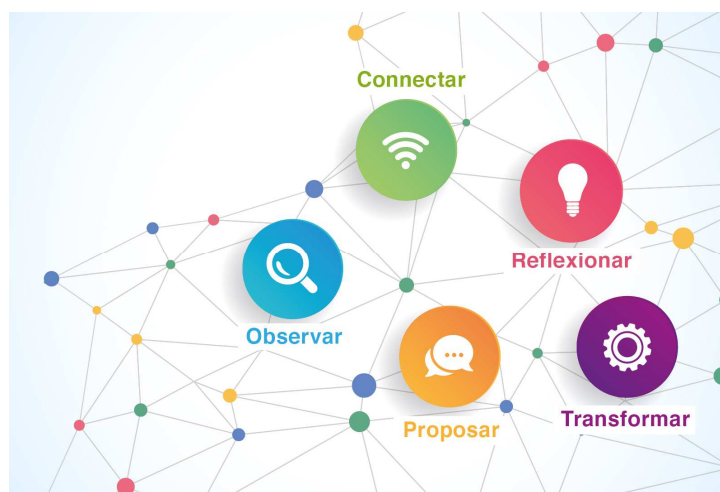 Connectar
Reflexionar
Observar
Proposar
Transformar